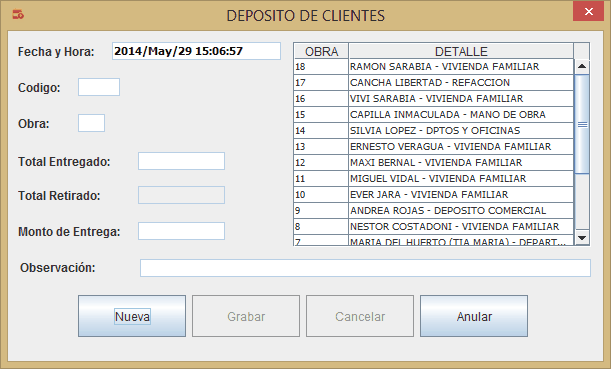 DEPOSITO DE CLIENTES
Fecha y Hora: 2014/May/29 15:06:57
Codigo:
Obra:
Total Entregado:
Total Retirado:
Monto de Entrega:
Observación:
OBRA DETALLE
18 RAMON SARABIA - VIVIENDA FAMILIAR
17 CANCHA LIBERTAD - REFACCION
16 VIVI SARABIA - VIVIENDA FAMILIAR
15 CAPILLA INMACULADA - MANO DE OBRA
14 SILVIA LOPEZ - DPTOS Y OFICINAS
13 ERNESTO VERAGUA - VIVIENDA FAMILIAR
12 MAXI BERNAL - VIVIENDA FAMILIAR
11 MIGUEL VIDAL - VIVIENDA FAMILIAR
10 EVER JARA - VIVIENDA FAMILIAR
9 ANDREA ROJAS - DEPOSITO COMERCIAL
8 NESTOR COSTADONI - VIVIENDA FAMILIAR
7 MARIA DEL HUERTO (TIA MARIA) - DEPART...
Nueva Grabar Cancelar Anular